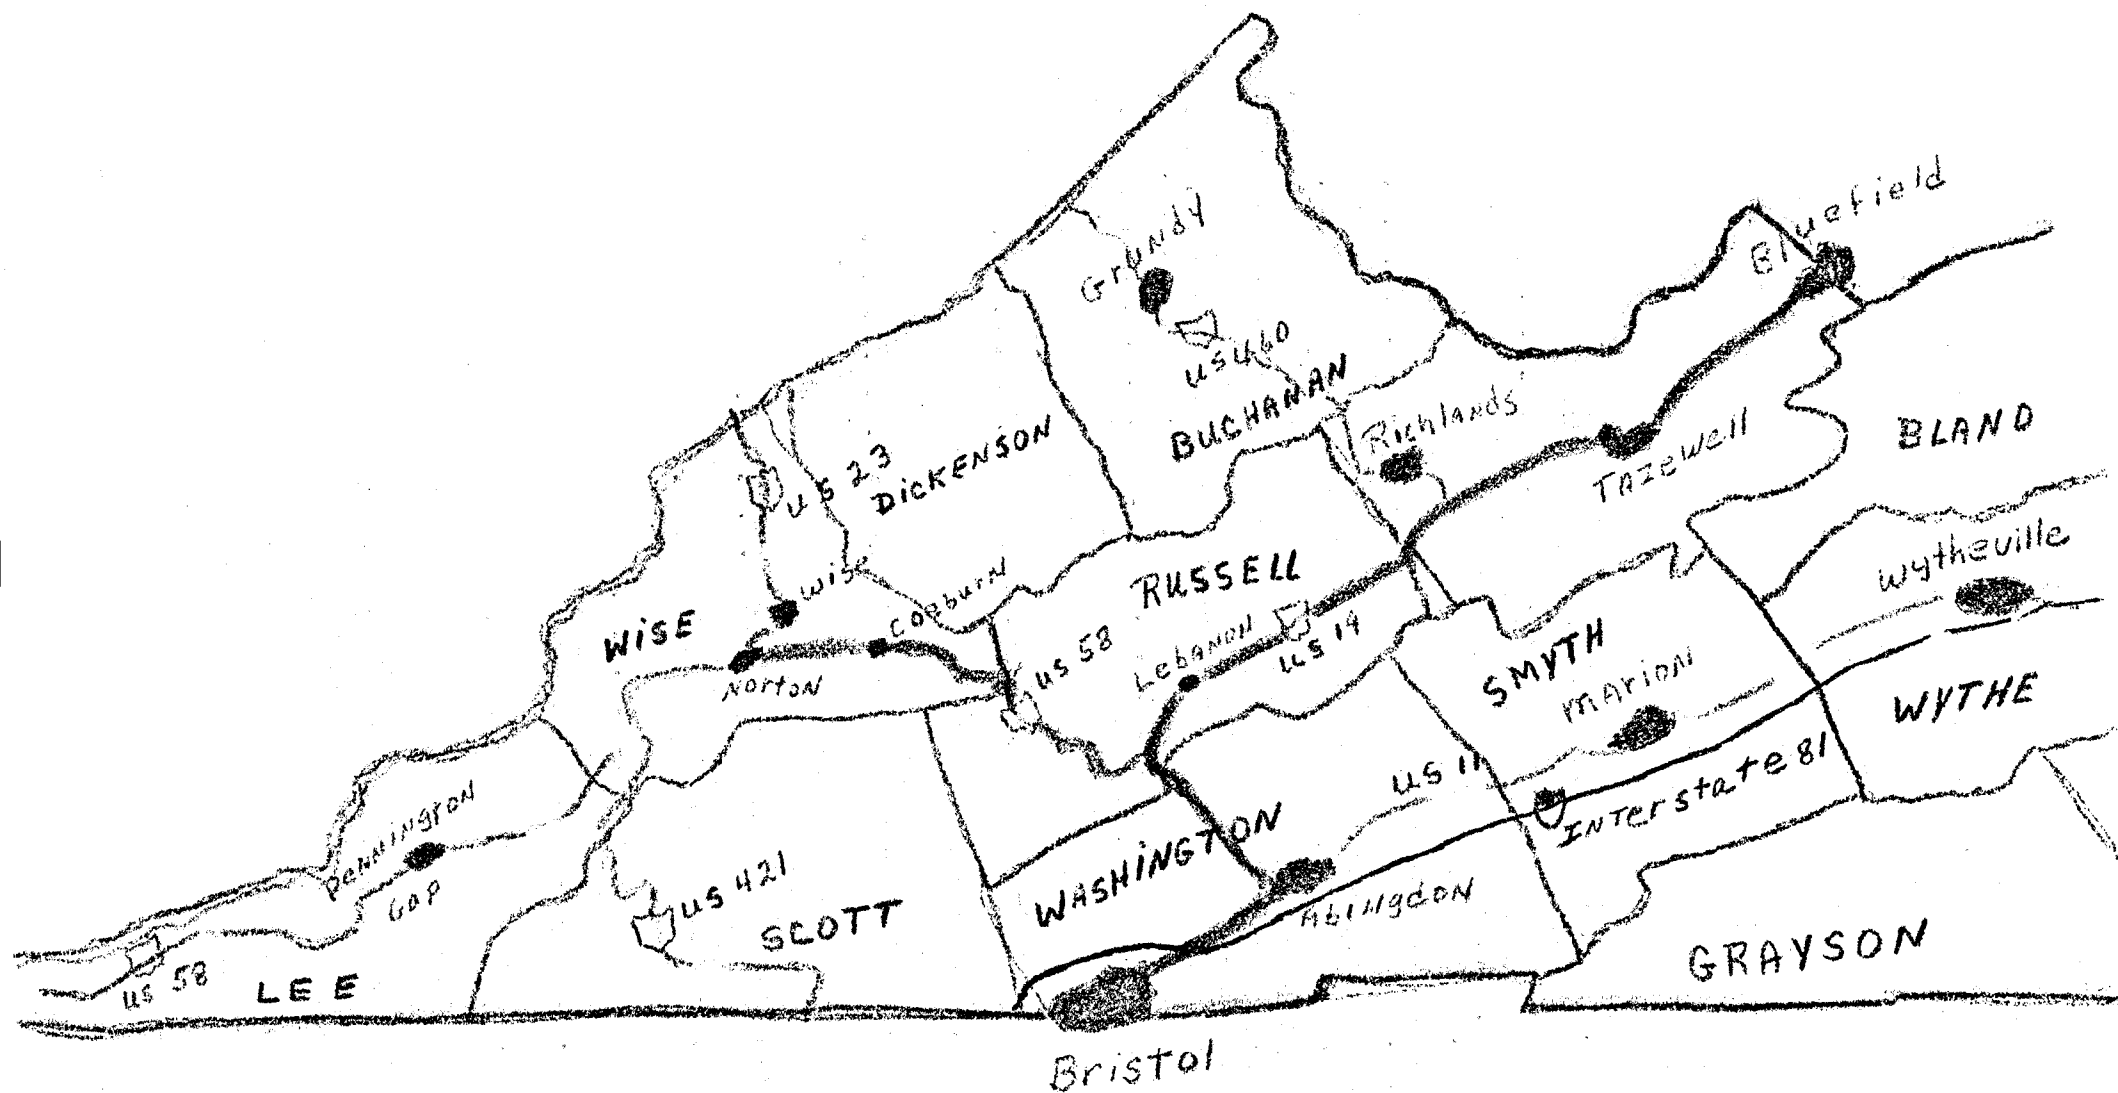 Bluefield
Grundy
US 460
BUCHANAN
Richlands
Tazewell
BLAND
US 23
DICKENSON
Wise
Coeburn
WISE
Norton
RUSSELL
US 58
Lebanon
US 19
Wytheville
SMYTH
Marion
WYTHE
US 11
Interstate 81
Pennington
Gap
US 421
SCOTT
WASHINGTON
Abingdon
GRAYSON
US 58
LEE
Bristol